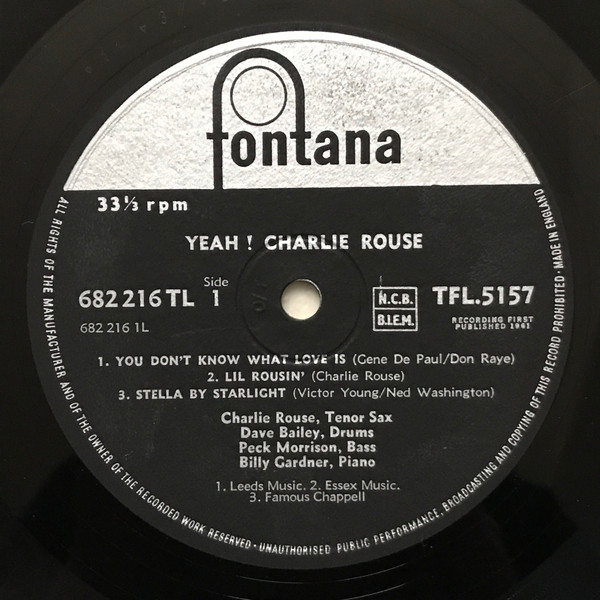 fontana
33⅓ rpm
YEAH ! CHARLIE ROUSE
682 216 TL
Side
1
N.C.B.
B.I.E.M.
TFL.5157
682 216 1L
RECORDING FIRST
PUBLISHED 1961
1. YOU DON'T KNOW WHAT LOVE IS (Gene De Paul/Don Raye)
2. LIL ROUSIN' (Charlie Rouse)
3. STELLA BY STARLIGHT (Victor Young/Ned Washington)
Charlie Rouse, Tenor Sax
Dave Bailey, Drums
Peck Morrison, Bass
Billy Gardner, Piano
1. Leeds Music. 2. Essex Music.
3. Famous Chappell
ALL RIGHTS OF THE MANUFACTURER AND OF THE OWNER OF THE RECORDED WORK RESERVED · UNAUTHORISED PUBLIC PERFORMANCE, BROADCASTING AND COPYING OF THIS RECORD PROHIBITED · MADE IN ENGLAND